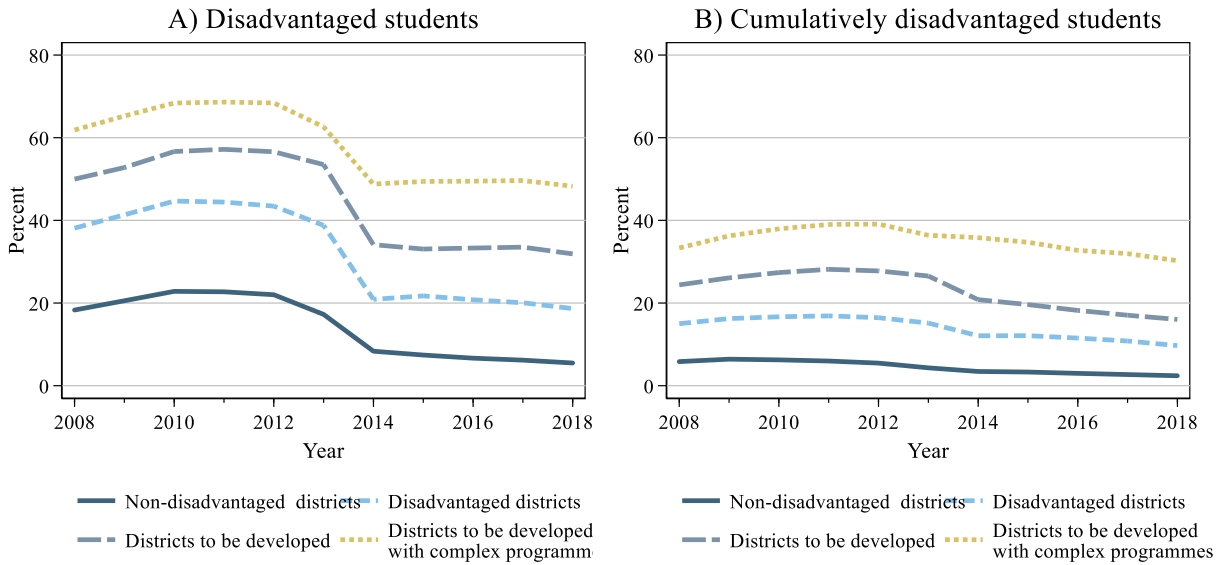 A) Disadvantaged students
80
60
40
20
0
Percent
2008 2010 2012 2014 2016 2018
Year
Non-disadvantaged districts
Disadvantaged districts
Districts to be developed
Districts to be developed
with complex programm
B) Cumulatively disadvantaged students
80
60
40
20
0
Percent
2008 2010 2012 2014 2016 2018
Year
Non-disadvantaged districts
Disadvantaged districts
Districts to be developed
Districts to be developed
with complex programmes